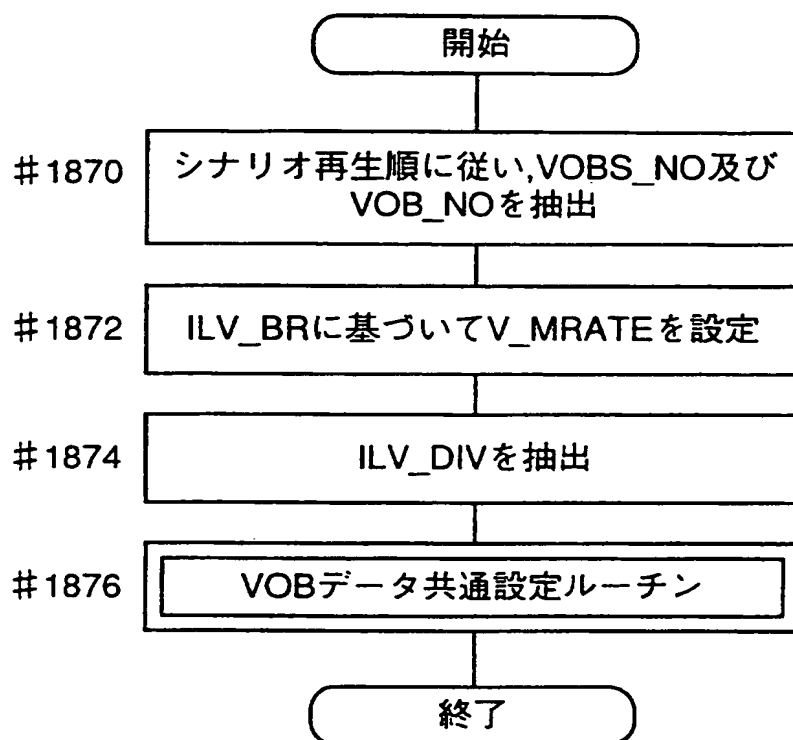 開始
#1870
シナリオ再生順に従い,VOBS_NO及び
VOB_NOを抽出
#1872
ILV_BRに基づいてV_MRATEを設定
#1874
ILV_DIVを抽出
#1876
VOBデータ共通設定ルーチン
終了